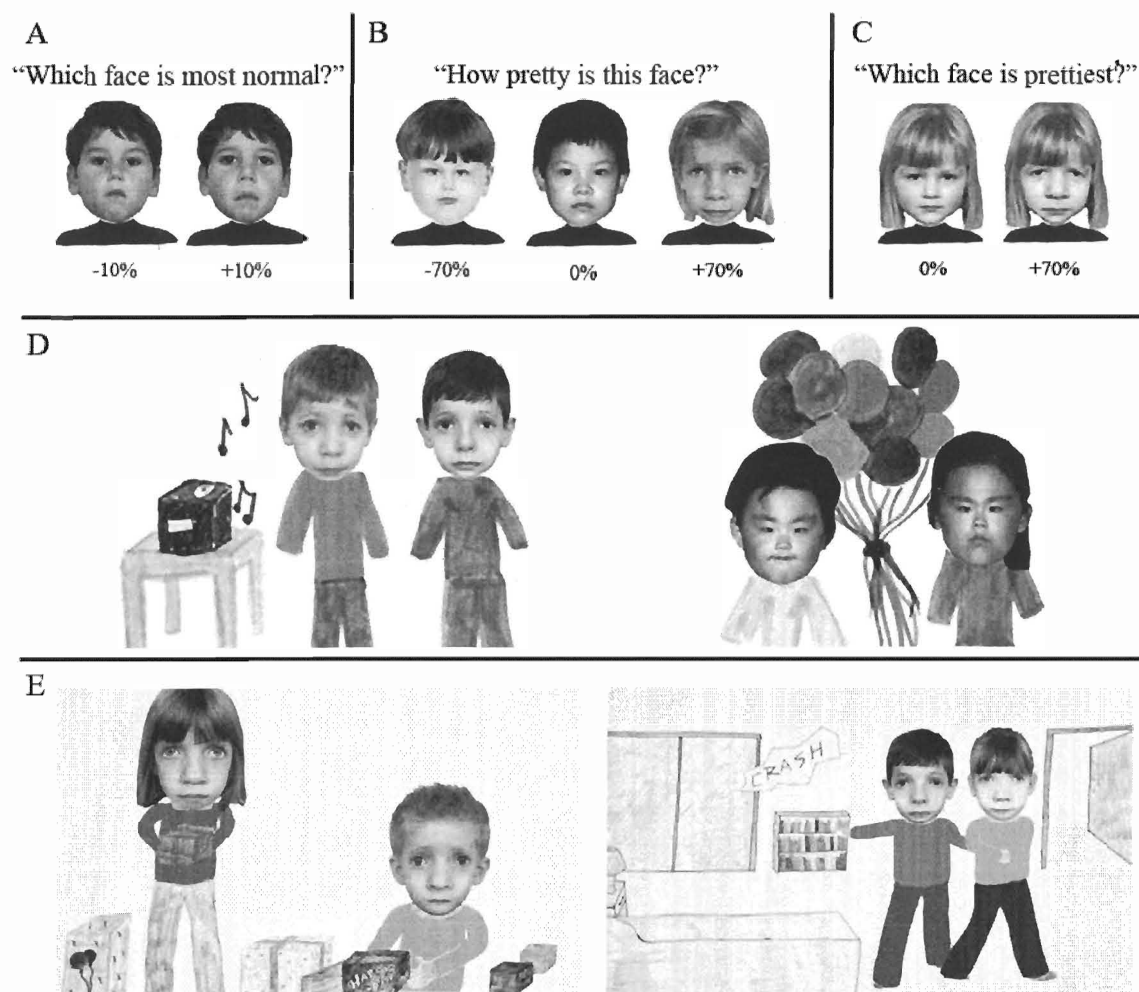 A
"Which face is most normal?"
-10%
+10%
B
"How pretty is this face?"
-70%
0%
+70%
C
"Which face is prettiest?"
0%
+70%
D
E
CRASH